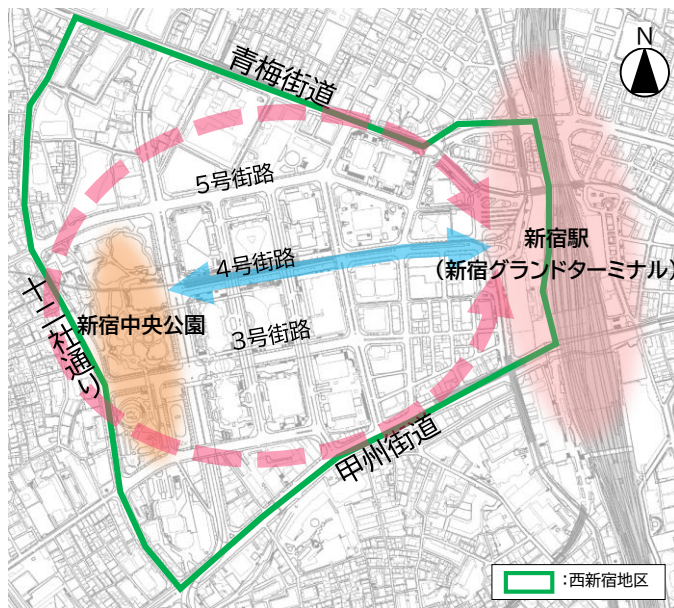 青梅街道
N
5号街路
新宿駅
（新宿グランドターミナル）
4号街路
新宿中央公園
3号街路
十二社通り
甲州街道
：西新宿地区